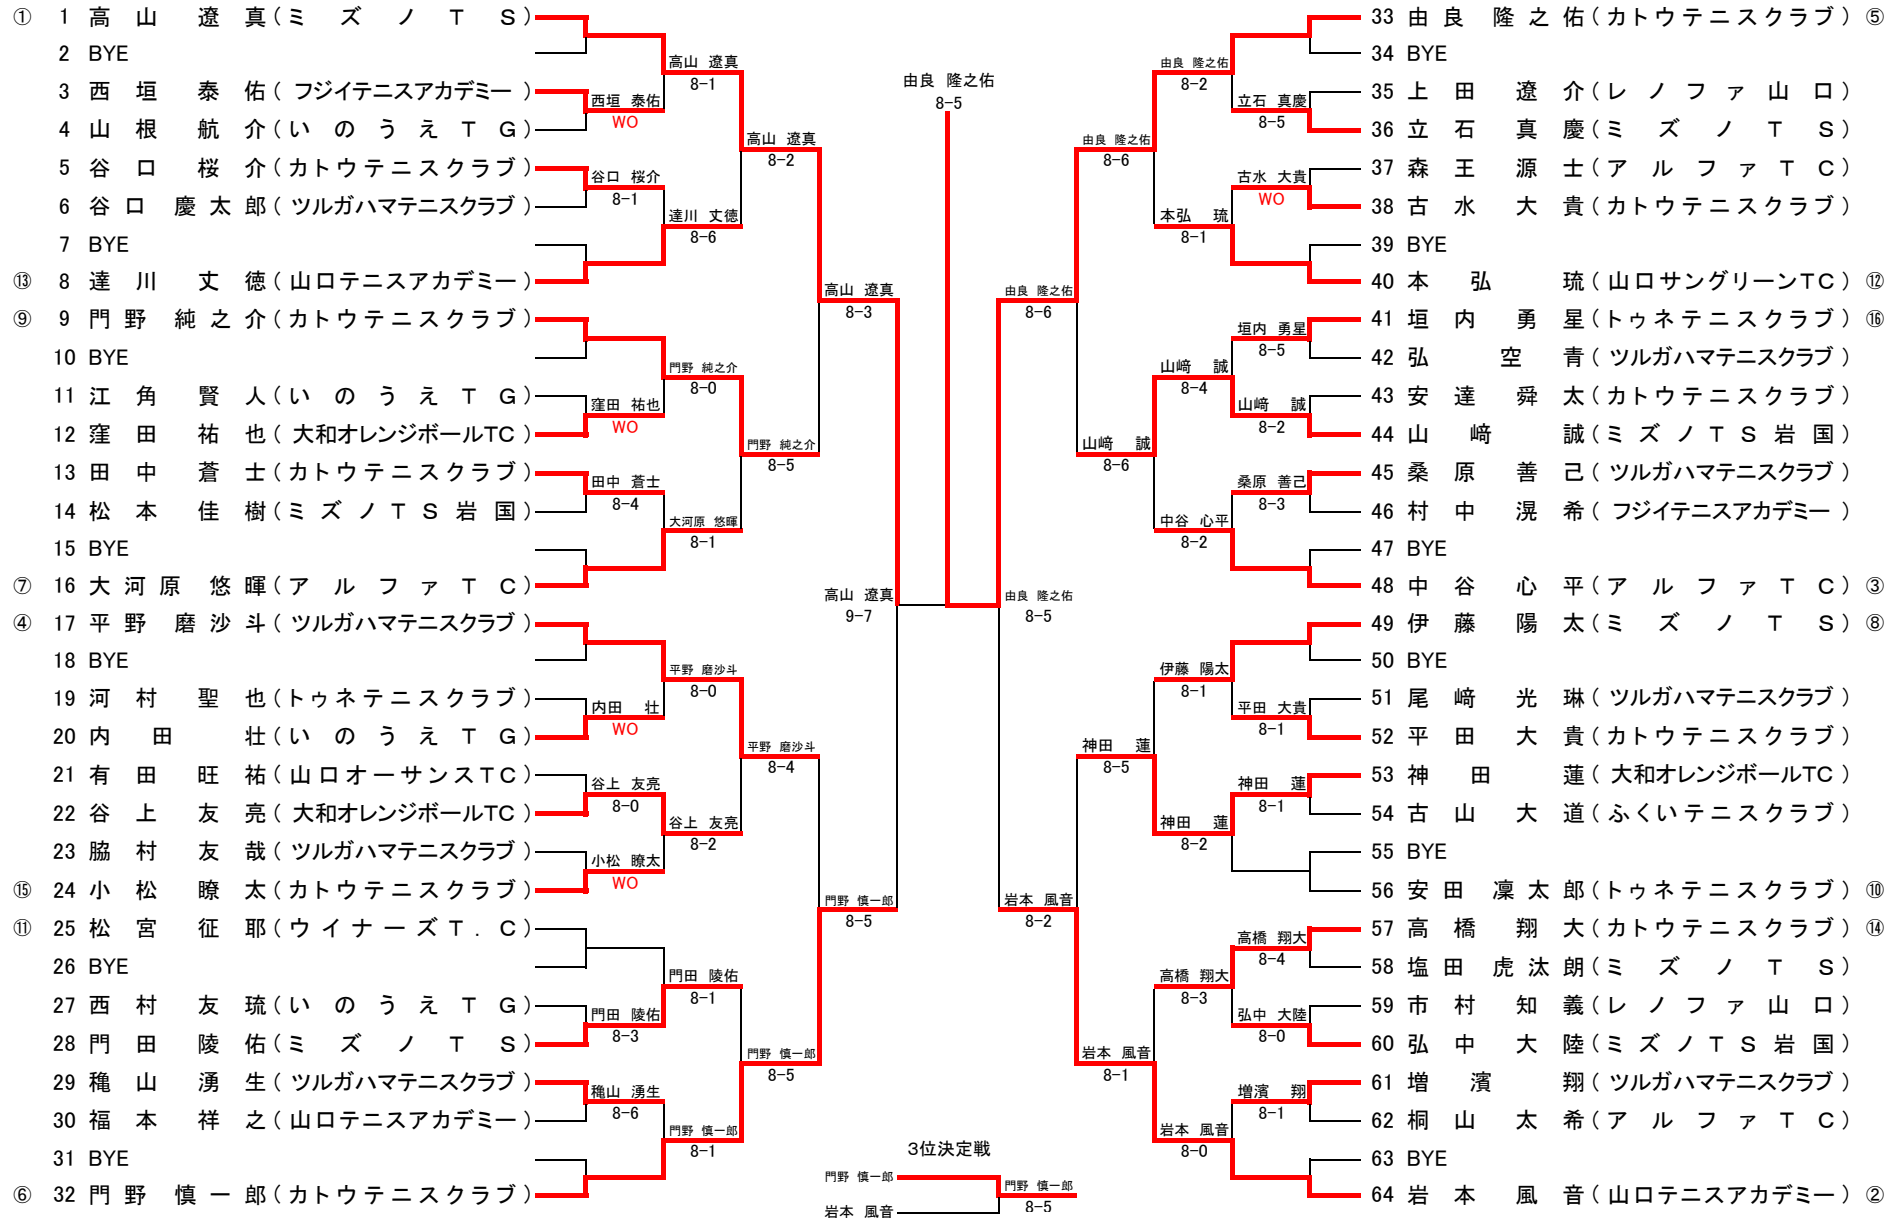 ① 1 高山 遼真(ミズノTS)
2 BYE
3 西垣 泰佑(フジイテニスアカデミー)
4 山根 航介(いのうえTG)
5 谷口 桜介(カトウテニスクラブ)
6 谷口 慶太郎(ツルガハマテニスクラブ)
7 BYE
⑬ 8 達川 丈徳(山口テニスアカデミー)
⑨ 9 門野 純之介(カトウテニスクラブ)
10 BYE
11 江角 賢人(いのうえTG)
12 窪田 祐也(大和オレンジボールTC)
13 田中 蒼士(カトウテニスクラブ)
14 松本 佳樹(ミズノTS岩国)
15 BYE
⑦ 16 大河原 悠暉(アルファTC)
④ 17 平野 磨沙斗(ツルガハマテニスクラブ)
18 BYE
19 河村 聖也(トゥネテニスクラブ)
20 内田 壮(いのうえTG)
21 有田 旺祐(山口オーサンスTC)
22 谷上 友亮(大和オレンジボールTC)
23 脇村 友哉(ツルガハマテニスクラブ)
⑮ 24 小松 瞭太(カトウテニスクラブ)
⑪ 25 松宮 征耶(ウイナーズT.C)
26 BYE
27 西村 友琉(いのうえTG)
28 門田 陵佑(ミズノTS)
29 穐山 湧生(ツルガハマテニスクラブ)
30 福本 祥之(山口テニスアカデミー)
31 BYE
⑥ 32 門野 慎一郎(カトウテニスクラブ)
西垣 泰佑
WO
谷口 桜介
8-1
窪田 祐也
WO
田中 蒼士
8-4
内田 壮
WO
谷上 友亮
8-0
小松 瞭太
WO
門田 陵佑
8-3
穐山 湧生
8-6
高山 遼真
8-1
達川 丈徳
8-6
門野 純之介
8-0
大河原 悠暉
8-1
平野 磨沙斗
8-0
谷上 友亮
8-2
門田 陵佑
8-1
門野 慎一郎
8-1
高山 遼真
8-2
門野 純之介
8-5
平野 磨沙斗
8-4
門野 慎一郎
8-5
高山 遼真
8-3
門野 慎一郎
8-5
高山 遼真
9-7
由良 隆之佑
8-5
由良 隆之佑
8-5
由良 隆之佑
8-6
岩本 風音
8-2
由良 隆之佑
8-6
山﨑 誠
8-6
神田 蓮
8-5
岩本 風音
8-1
由良 隆之佑
8-2
本弘 琉
8-1
山﨑 誠
8-4
中谷 心平
8-2
伊藤 陽太
8-1
神田 蓮
8-2
高橋 翔大
8-3
岩本 風音
8-0
立石 真慶
8-5
古水 大貴
WO
垣内 勇星
8-5
山﨑 誠
8-2
桑原 善己
8-3
平田 大貴
8-1
神田 蓮
8-1
高橋 翔大
8-4
弘中 大陸
8-0
増濱 翔
8-1
33 由良 隆之佑(カトウテニスクラブ) ⑤
34 BYE
35 上田 遼介(レノファ山口)
36 立石 真慶(ミズノTS)
37 森王 源士(アルファTC)
38 古水 大貴(カトウテニスクラブ)
39 BYE
40 本弘 琉(山口サングリーンTC) ⑫
41 垣内 勇星(トゥネテニスクラブ) ⑯
42 弘 空青(ツルガハマテニスクラブ)
43 安達 舜太(カトウテニスクラブ)
44 山﨑 誠(ミズノTS岩国)
45 桑原 善己(ツルガハマテニスクラブ)
46 村中 滉希(フジイテニスアカデミー)
47 BYE
48 中谷 心平(アルファTC) ③
49 伊藤 陽太(ミズノTS) ⑧
50 BYE
51 尾﨑 光琳(ツルガハマテニスクラブ)
52 平田 大貴(カトウテニスクラブ)
53 神田 蓮(大和オレンジボールTC)
54 古山 大道(ふくいテニスクラブ)
55 BYE
56 安田 凜太郎(トゥネテニスクラブ) ⑩
57 高橋 翔大(カトウテニスクラブ) ⑭
58 塩田 虎汰朗(ミズノTS)
59 市村 知義(レノファ山口)
60 弘中 大陸(ミズノTS岩国)
61 増濱 翔(ツルガハマテニスクラブ)
62 桐山 太希(アルファTC)
63 BYE
64 岩本 風音(山口テニスアカデミー) ②
3位決定戦
門野 慎一郎
岩本 風音
門野 慎一郎
8-5